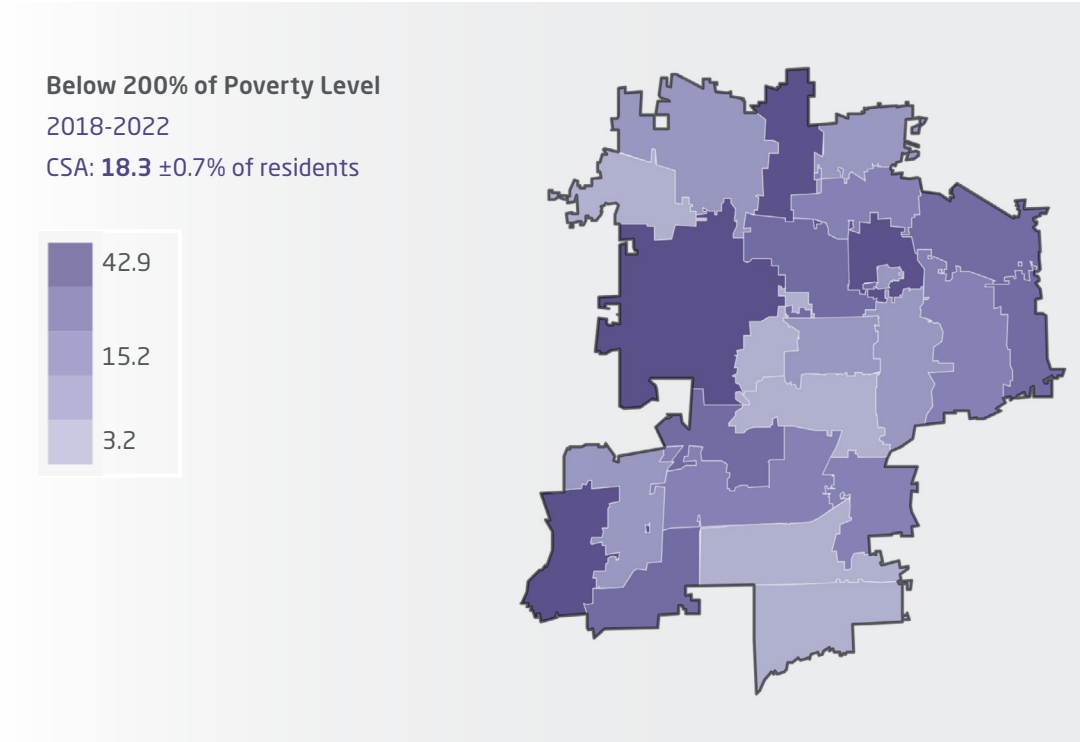 Below 200% of Poverty Level
2018-2022
CSA: 18.3 ±0.7% of residents
42.9
15.2
3.2